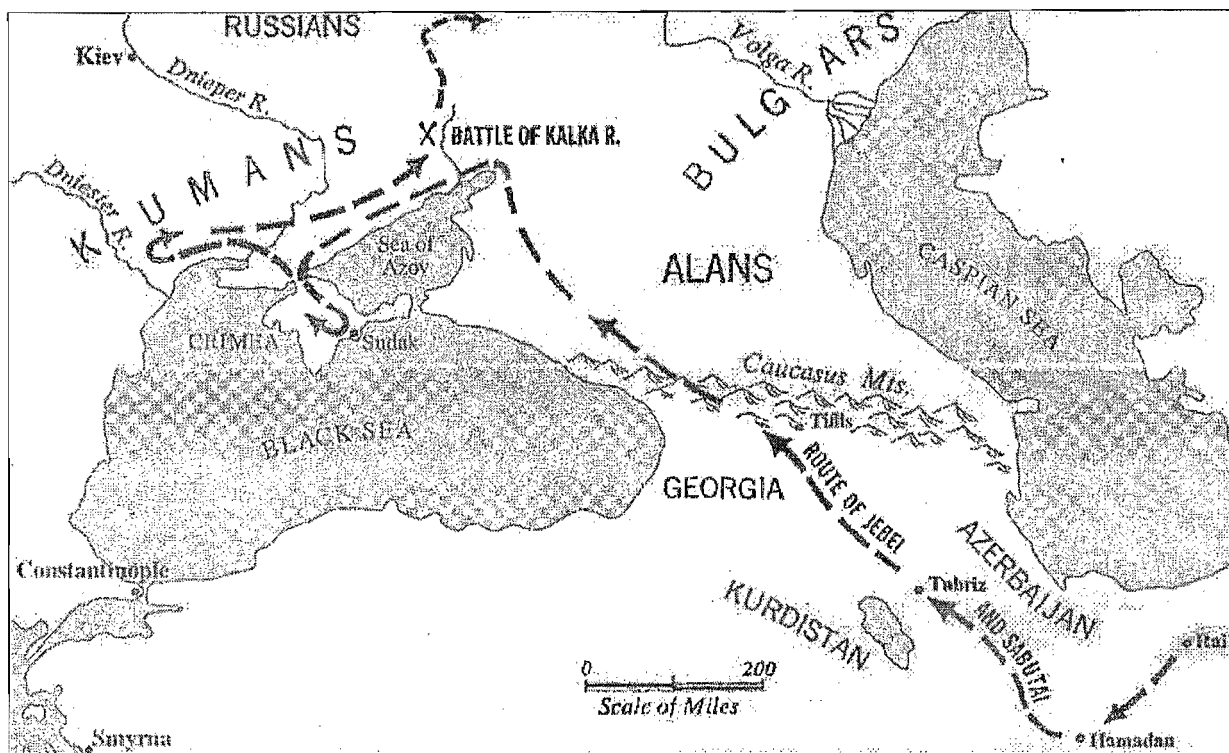 RUSSIANS
Kiev
Dnieper R.
Volga R.
BULGARS
BATTLE OF KALKA R.
KUMANS
Dniester R.
Sea of
Azov
ALANS
CASPIAN SEA
CRIMEA
Sudak
Caucasus Mts.
Tiflis
BLACK SEA
GEORGIA
ROUTE OF JEBEI
AND SABUTAI
Constantinople
Tabriz
AZERBAIJAN
KURDISTAN
0 200
Scale of Miles
Hamadan
Smyrna